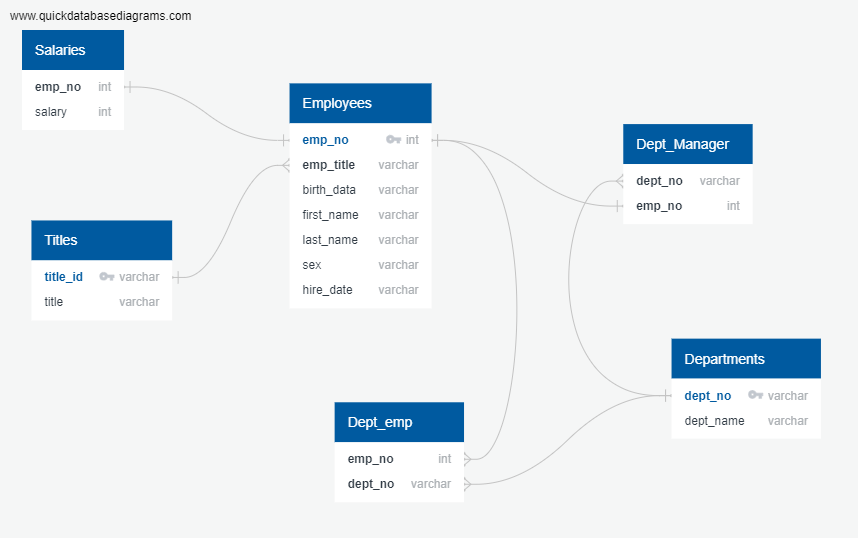 www.quickdatabasediagrams.com
Salaries
emp_no int
salary int
Employees
emp_no int
emp_title varchar
birth_data varchar
first_name varchar
last_name varchar
sex varchar
hire_date varchar
Dept_Manager
dept_no varchar
emp_no int
Titles
title_id varchar
title varchar
Departments
dept_no varchar
dept_name varchar
Dept_emp
emp_no int
dept_no varchar